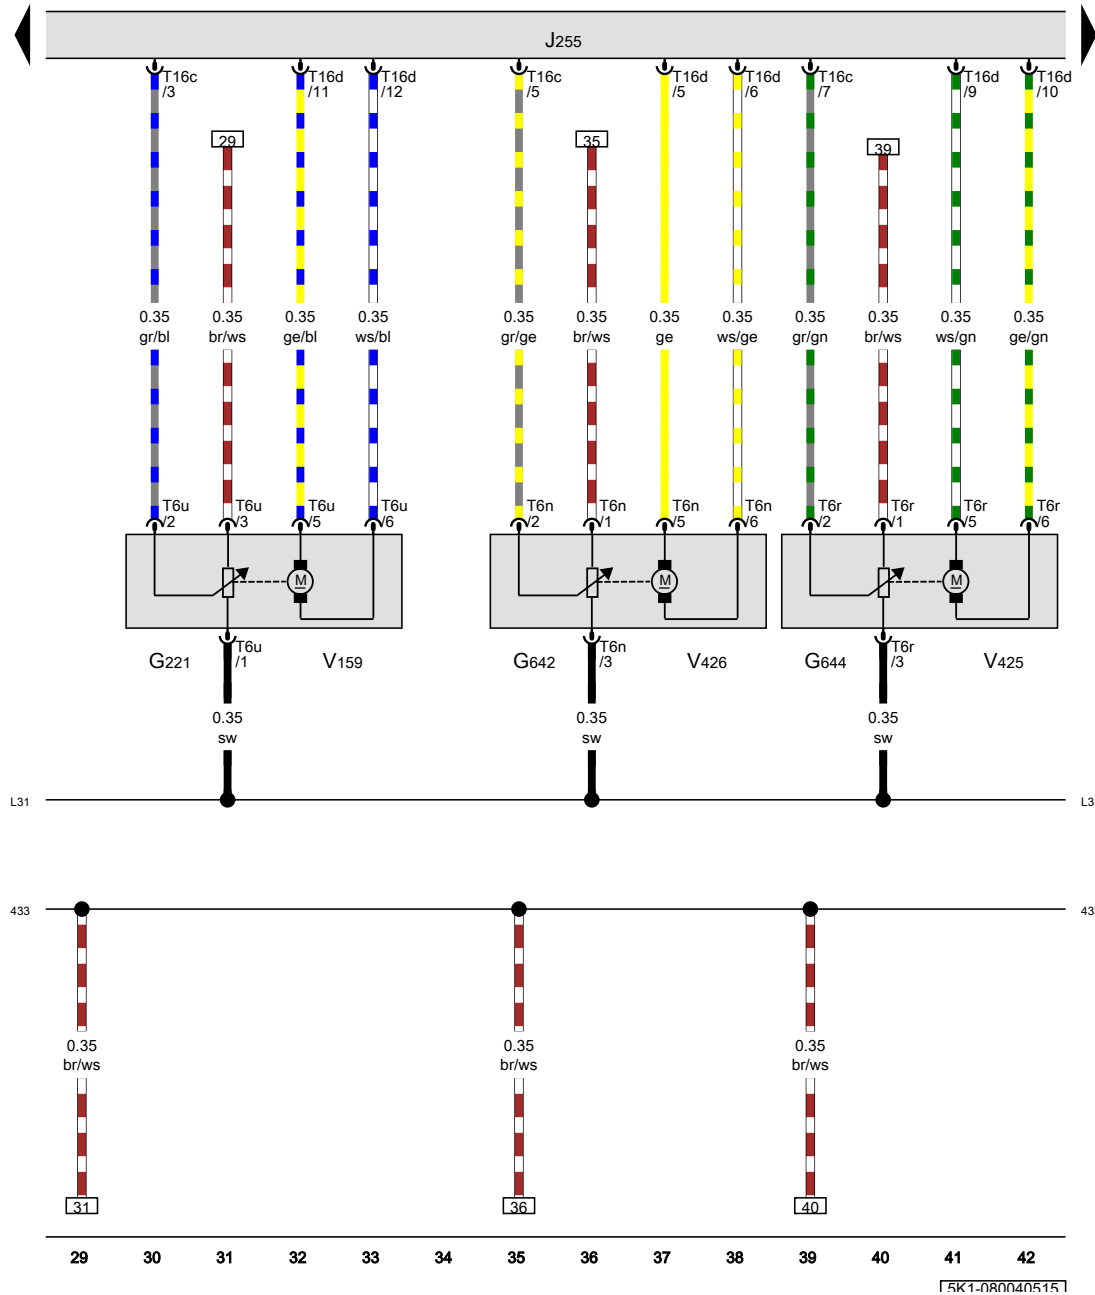 J255
T16c T16d T16d T16c T16d T16d T16c T16d T16d
/3 /11 /12 /5 /5 /6 /7 /9 /10
29 35 39
0.35 0.35 0.35 0.35 0.35 0.35 0.35 0.35 0.35 0.35 0.35 0.35
gr/bl br/ws ge/bl ws/bl gr/ge br/ws ge ws/ge gr/gn br/ws ws/gn ge/gn
T6u T6u T6u T6u T6n T6n T6n T6n T6r T6r T6r T6r
/2 /3 /5 /6 /2 /1 /5 /6 /2 /1 /5 /6
M M M
T6u T6n T6r
/1 /3 /3
G221 V159 G642 V426 G644 V425
0.35 0.35 0.35
sw sw sw
L31 L3
433 43
0.35 0.35 0.35
br/ws br/ws br/ws
31 36 40
29 30 31 32 33 34 35 36 37 38 39 40 41 42
5K1-080040515